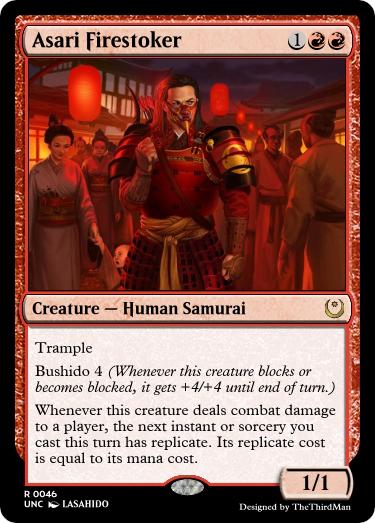 Asari Firestoker 1
Creature — Human Samurai
Trample
Bushido 4 (Whenever this creature blocks or
becomes blocked, it gets +4/+4 until end of turn.)
Whenever this creature deals combat damage
to a player, the next instant or sorcery you
cast this turn has replicate. Its replicate cost
is equal to its mana cost.
1/1
R 0046
UNC LASAHIDO
Designed by TheThirdMan